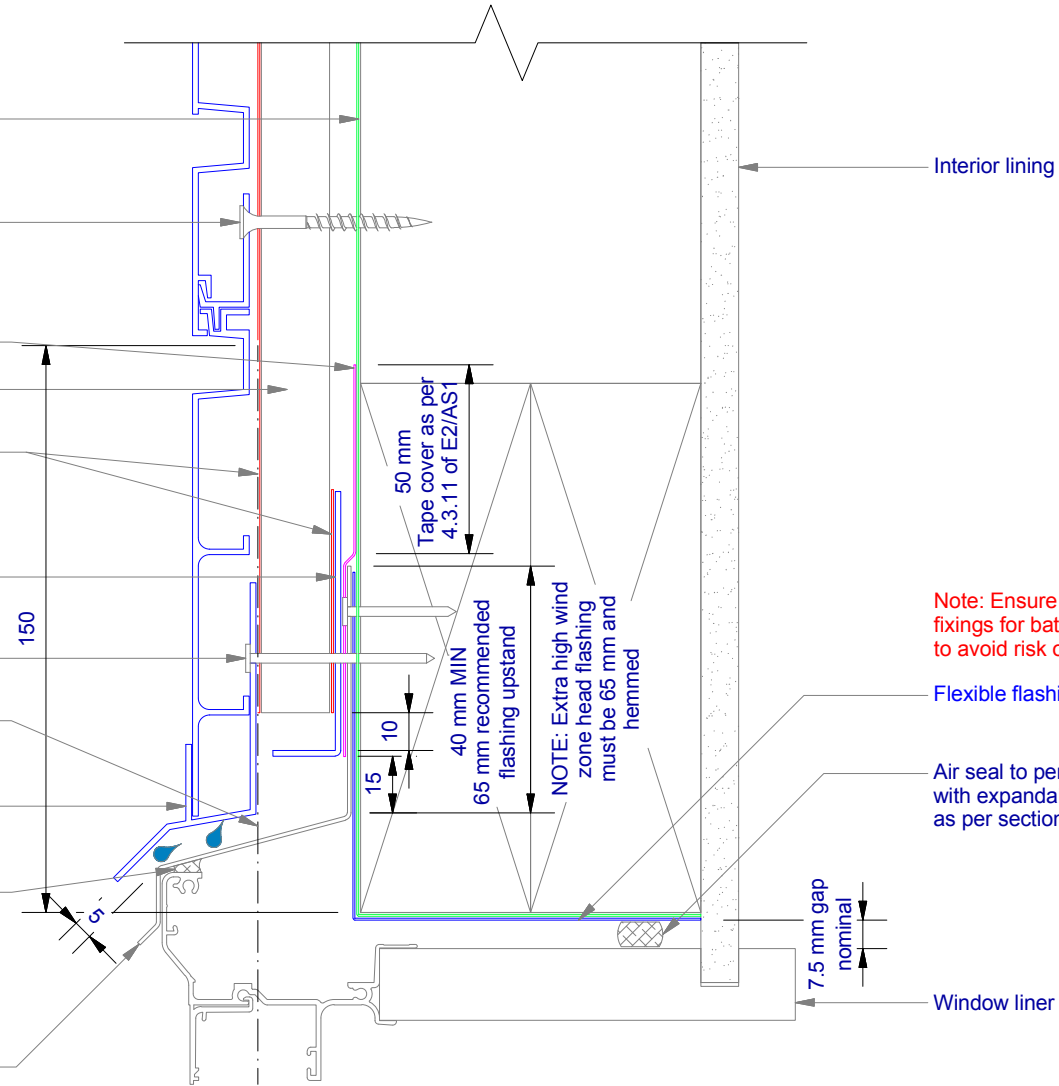 Interior lining
50 mm
Tape cover as per
4.3.11 of E2/AS1
150
Note: Ensure
fixings for bat
to avoid risk o
40 mm MIN
65 mm recommended
flashing upstand
NOTE: Extra high wind
zone head flashing
must be 65 mm and
hemmed
Flexible flashi
10
15
Air seal to per
with expanda
as per section
5
7.5 mm gap
nominal
Window liner